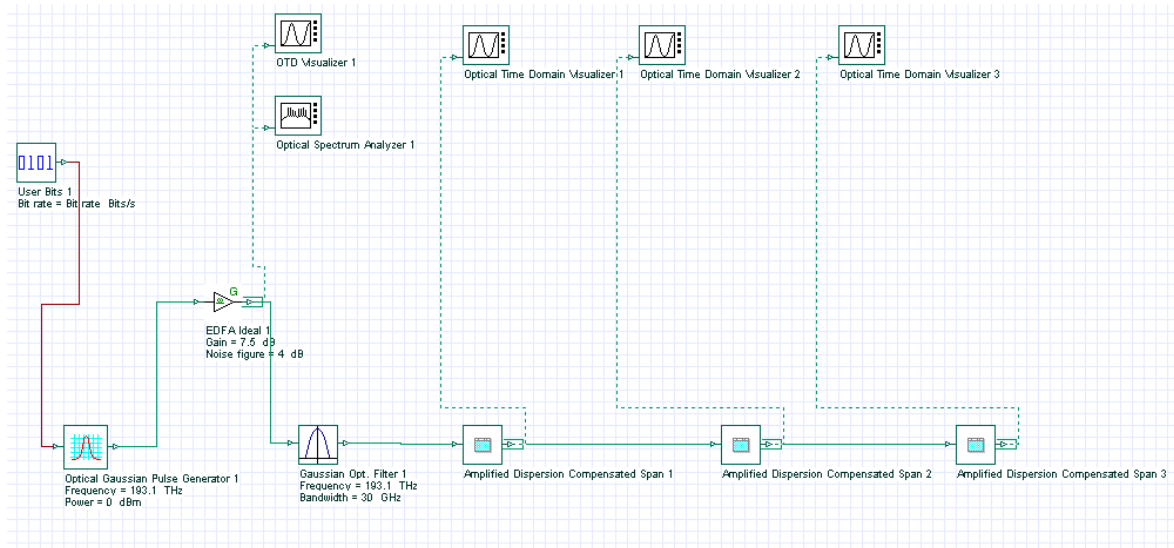 OTD Visualizer 1
Optical Time Domain Visualizer 1
Optical Time Domain Visualizer 2
Optical Time Domain Visualizer 3
Optical Spectrum Analyzer 1
0101
User Bits 1
Bit rate = Bit rate Bits/s
G
EDFA Ideal 1
Gain = 7.5 dB
Noise figure = 4 dB
Optical Gaussian Pulse Generator 1
Frequency = 193.1 THz
Power = 0 dBm
Gaussian Opt. Filter 1
Frequency = 193.1 THz
Bandwidth = 30 GHz
Amplified Dispersion Compensated Span 1
Amplified Dispersion Compensated Span 2
Amplified Dispersion Compensated Span 3